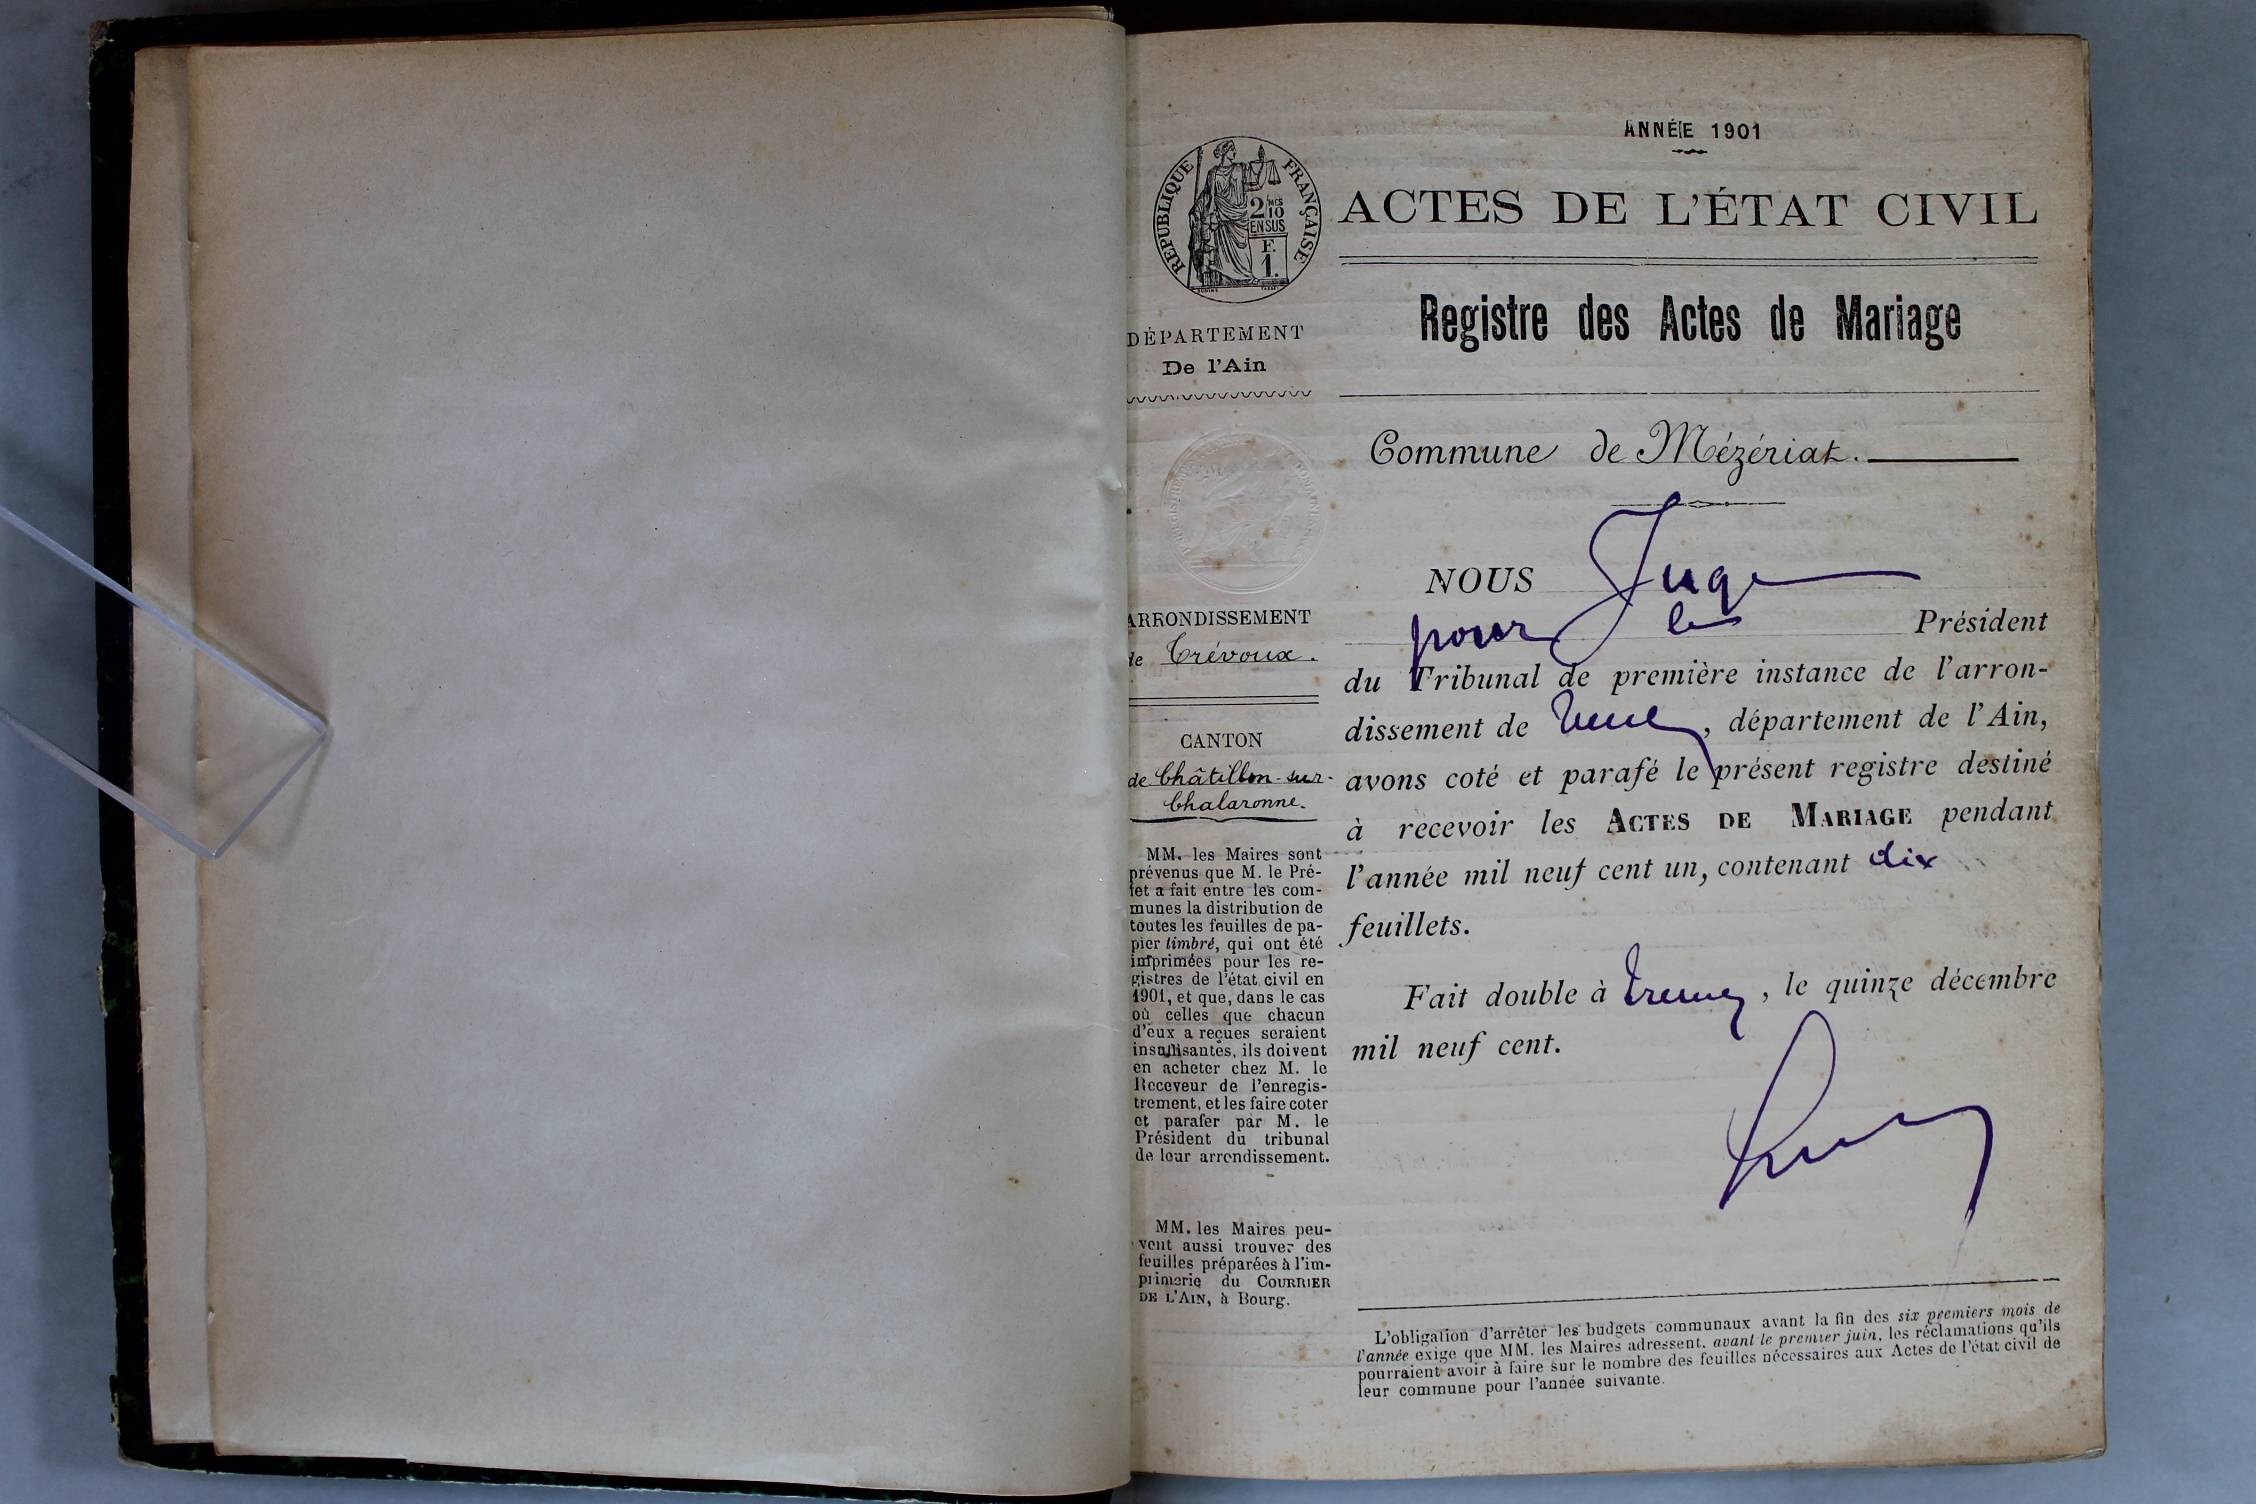 ANNÉE 1901
RÉPUBLIQUE FRANÇAISE
2/10 MES
EN SUS
F.
1.
ACTES DE L'ÉTAT CIVIL
DÉPARTEMENT
De l'Ain
ARRONDISSEMENT
de Trévoux.
CANTON
de Châtillon-sur-
Chalaronne.
MM. les Maires sont
prévenus que M. le Pré-
fet a fait entre les com-
munes la distribution de
toutes les feuilles de pa-
pier timbré, qui ont été
imprimées pour les re-
gistres de l'état civil en
1901, et que, dans le cas
où celles que chacun
d'eux a reçues seraient
insuffisantes, ils doivent
en acheter chez M. le
Receveur de l'enregis-
trement, et les faire coter
et parafer par M. le
Président du tribunal
de leur arrondissement.
MM. les Maires peu-
vent aussi trouver des
feuilles préparées à l'im-
primerie du COURRIER
DE L'AIN, à Bourg.
Registre des Actes de Mariage
Commune de Mézériat.
NOUS Juge
pour le Président
du Tribunal de première instance de l'arron-
dissement de , département de l'Ain,
avons coté et parafé le présent registre destiné
à recevoir les ACTES DE MARIAGE pendant
l'année mil neuf cent un, contenant dix
feuillets.
Fait double à , le quinze décembre
mil neuf cent.
L'obligation d'arrêter les budgets communaux avant la fin des six premiers mois de
l'année exige que MM. les Maires adressent, avant le premier juin, les réclamations qu'ils
pourraient avoir à faire sur le nombre des feuilles nécessaires aux Actes de l'état civil de
leur commune pour l'année suivante.